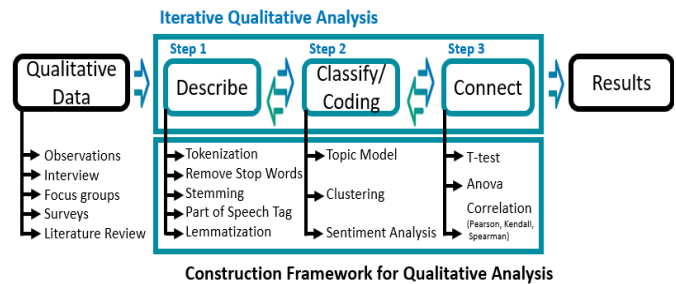 Iterative Qualitative Analysis
Step 1
Step 2
Step 3
Qualitative
Data
Describe
Classify/
Coding
Connect
Results
Observations
Interview
Focus groups
Surveys
Literature Review
Tokenization
Remove Stop Words
Stemming
Part of Speech Tag
Lemmatization
Topic Model
Clustering
Sentiment Analysis
T-test
Anova
Correlation
(Pearson, Kendall,
Spearman)
Construction Framework for Qualitative Analysis